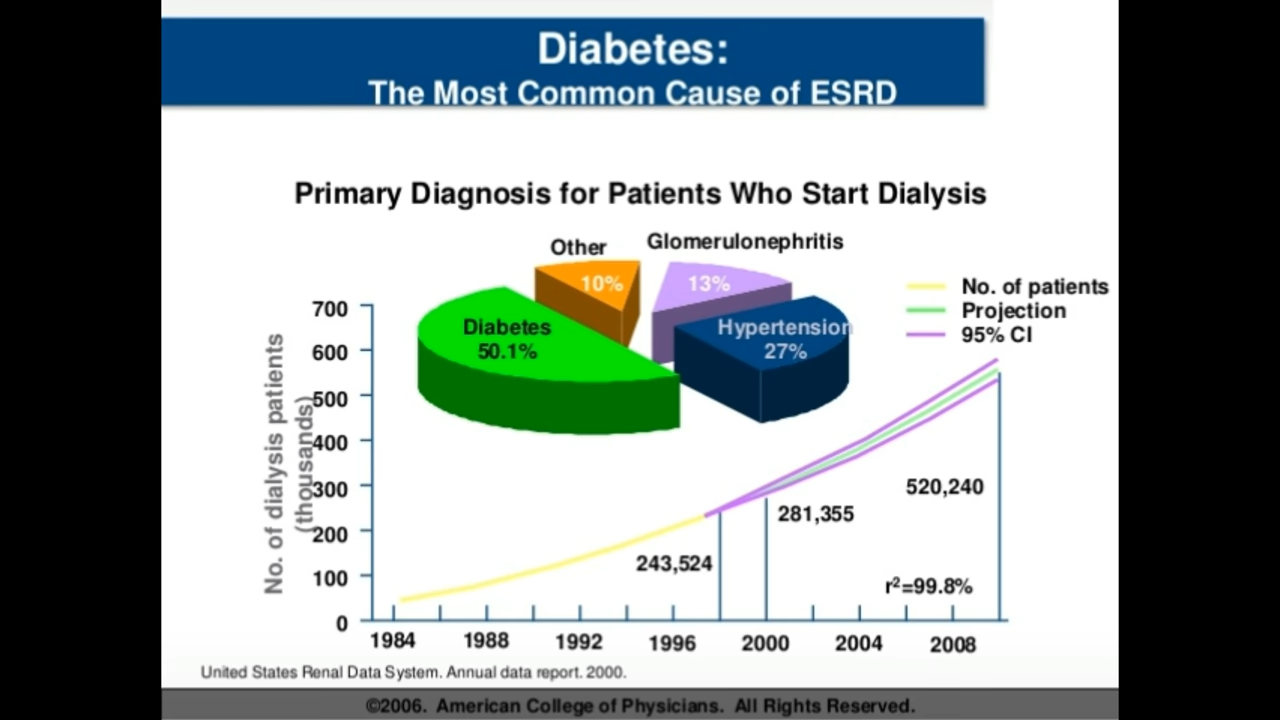 Diabetes:
The Most Common Cause of ESRD
Primary Diagnosis for Patients Who Start Dialysis
Other
Glomerulonephritis
10%
13%
Diabetes
50.1%
Hypertension
27%
No. of patients
Projection
95% CI
No. of dialysis patients
(thousands)
700
600
500
400
300
200
100
0
520,240
281,355
243,524
r²=99.8%
1984 1988 1992 1996 2000 2004 2008
United States Renal Data System. Annual data report. 2000.
©2006. American College of Physicians. All Rights Reserved.